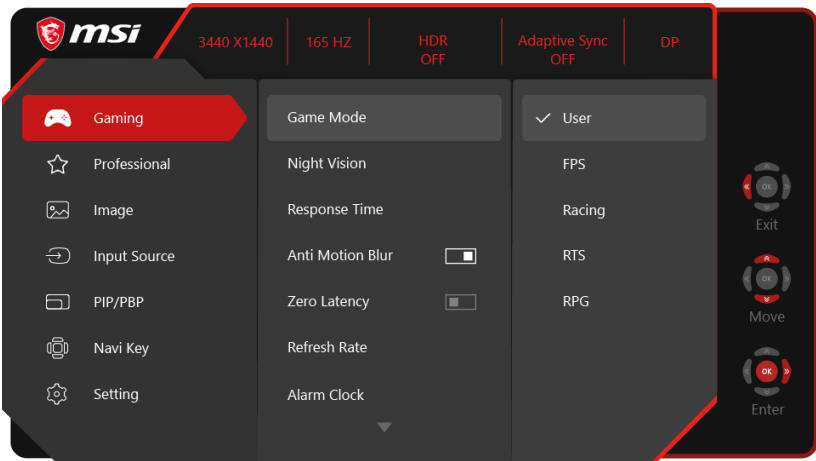 msi
3440 X1440
165 HZ
HDR
OFF
Adaptive Sync
OFF
DP
Gaming
Professional
Image
Input Source
PIP/PBP
Navi Key
Setting
Game Mode
Night Vision
Response Time
Anti Motion Blur
Zero Latency
Refresh Rate
Alarm Clock
User
FPS
Racing
RTS
RPG
OK
Exit
OK
Move
OK
Enter